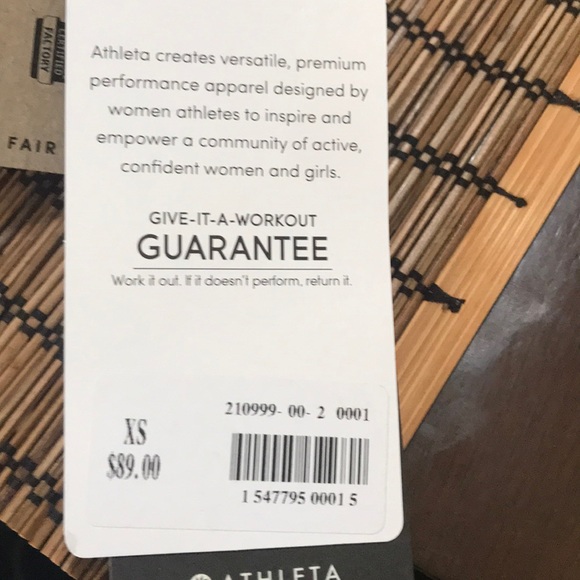 CERTIFIED
FACTORY
FAIR
Athleta creates versatile, premium
performance apparel designed by
women athletes to inspire and
empower a community of active,
confident women and girls.
GIVE-IT-A-WORKOUT
GUARANTEE
Work it out. If it doesn't perform, return it.
XS
$89.00
210999- 00- 2 0001
1 547795 0001 5
ATHLETA